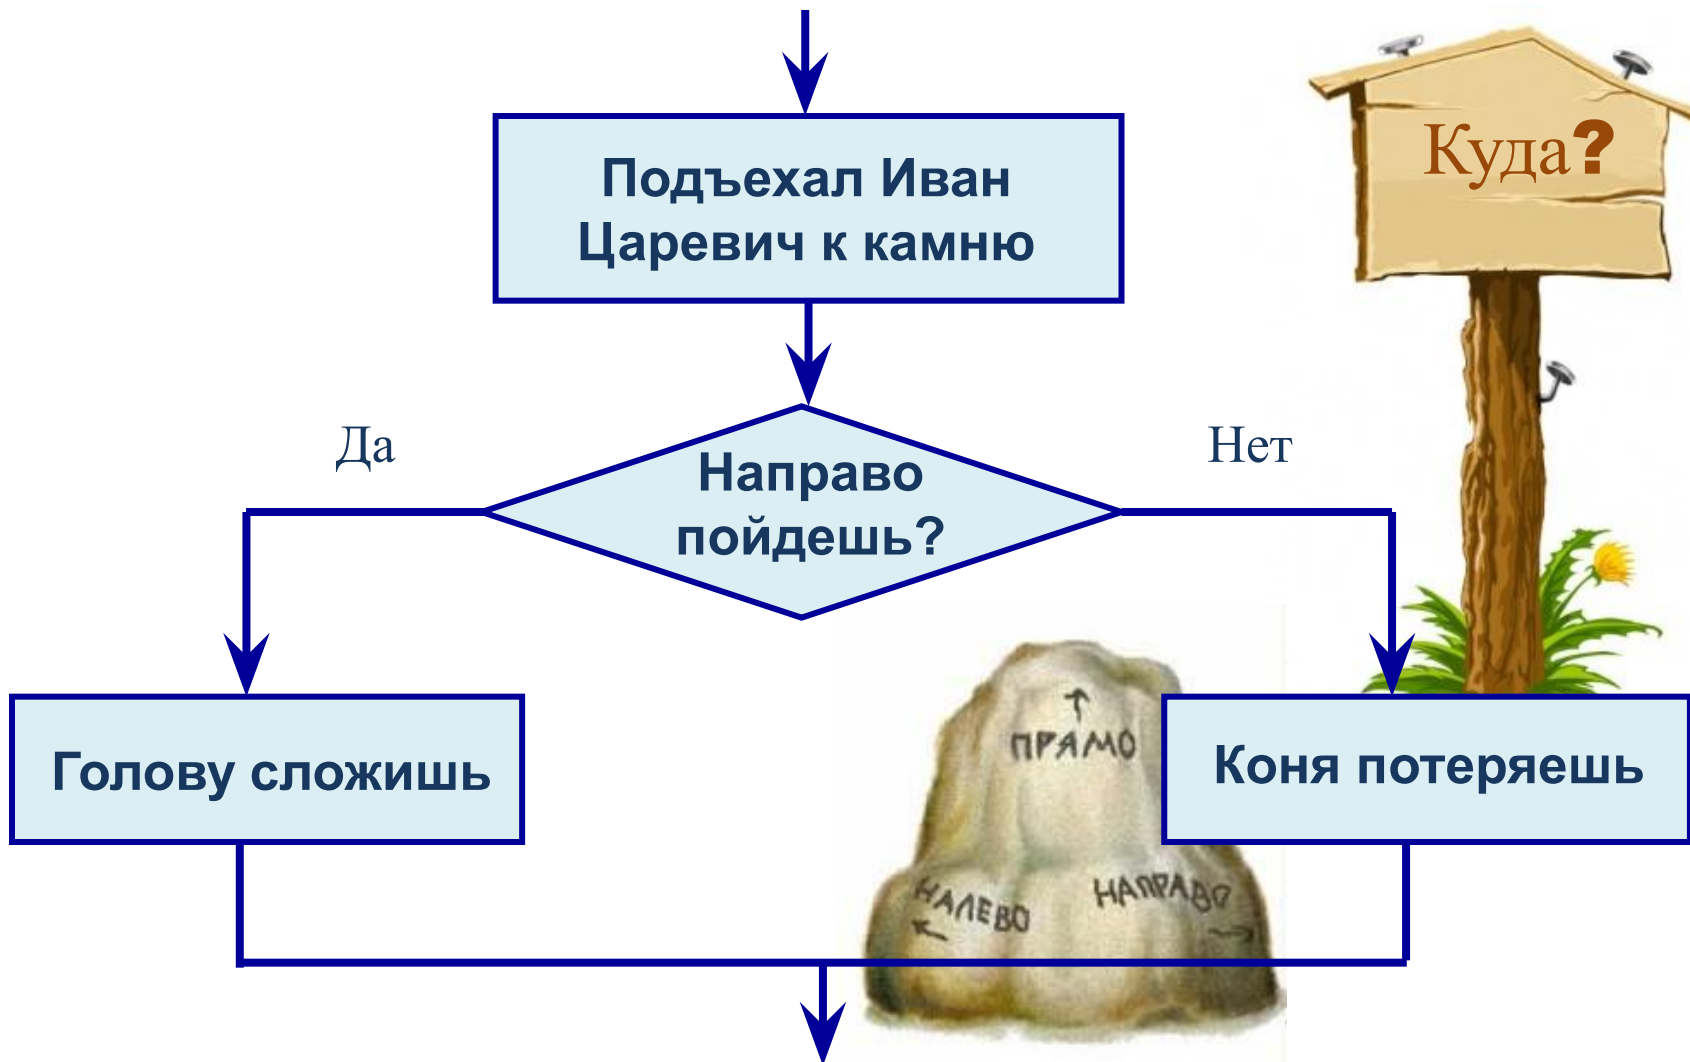 Куда?
Подъехал Иван
Царевич к камню
Да
Нет
Направо
пойдешь?
ПРЯМО
Голову сложишь
Коня потеряешь
НАЛЕВО
НАПРАВО